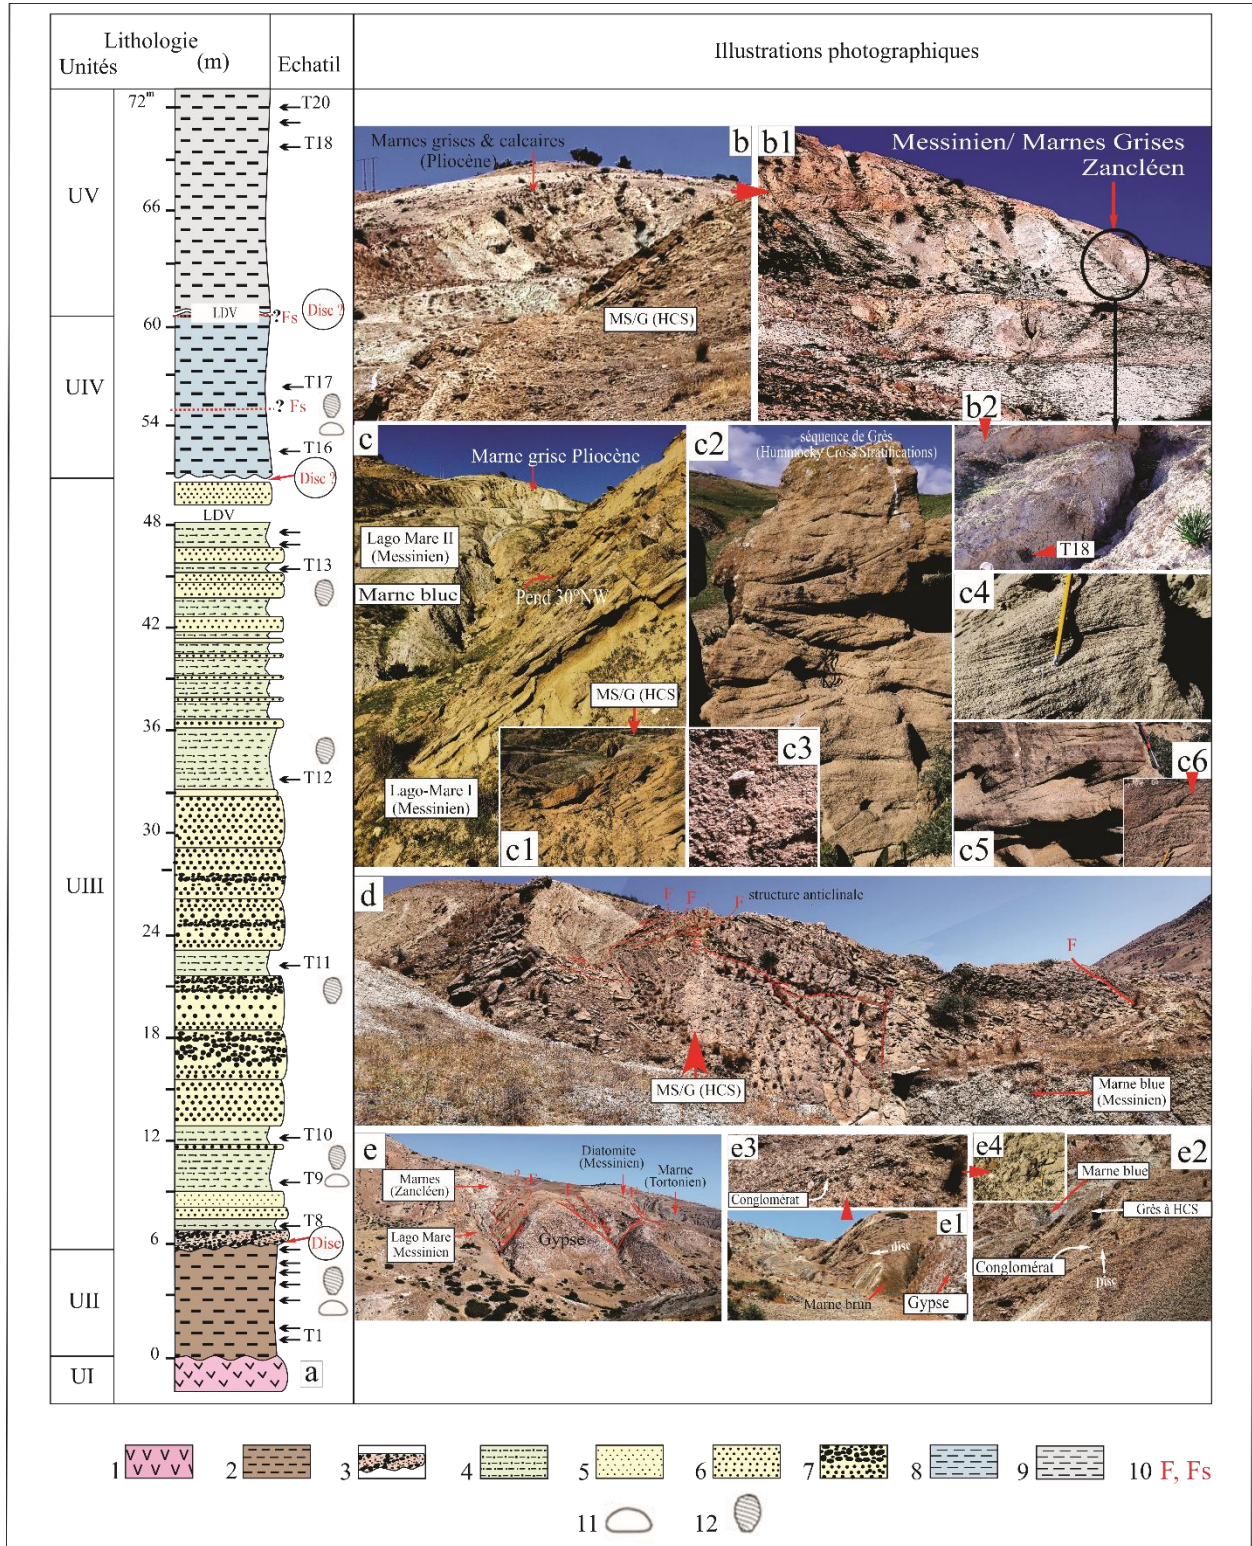 Lithologie
Unités
(m)
Echatil
Illustrations photographiques
72m
T20
T18
UV
66
LDV
Disc ?
? Fs
60
UIV
T17
? Fs
54
T16
Disc ?
LDV
48
T13
42
36
T12
30
UIII
24
T11
18
12
T10
T9
T8
6
Disc
UII
T1
0
UI
a
Marnes grises & calcaires
(Pliocène)
b
MS/G (HCS)
b1
Messinien/ Marnes Grises
Zancléen
b2
T18
c
Marne grise Pliocène
Lago Mare II
(Messinien)
Marne blue
Pend 30°NW
MS/G (HCS)
Lago-Mare I
(Messinien)
c1
c2
séquence de Grès
(Hummocky Cross Stratifications)
c3
c4
c5
c6
d
F
F
F
structure anticlinale
F
MS/G (HCS)
Marne blue
(Messinien)
e
Marnes
(Zancléen)
Diatomite
(Messinien)
Marne
(Tortonien)
Lago Mare
Messinien
Gypse
e3
Conglomérat
e4
e1
disc
Marne brun
Gypse
e2
Marne blue
Grès à HCS
Conglomérat
Disc
1
2
3
4
5
6
7
8
9
10 F, Fs
11
12